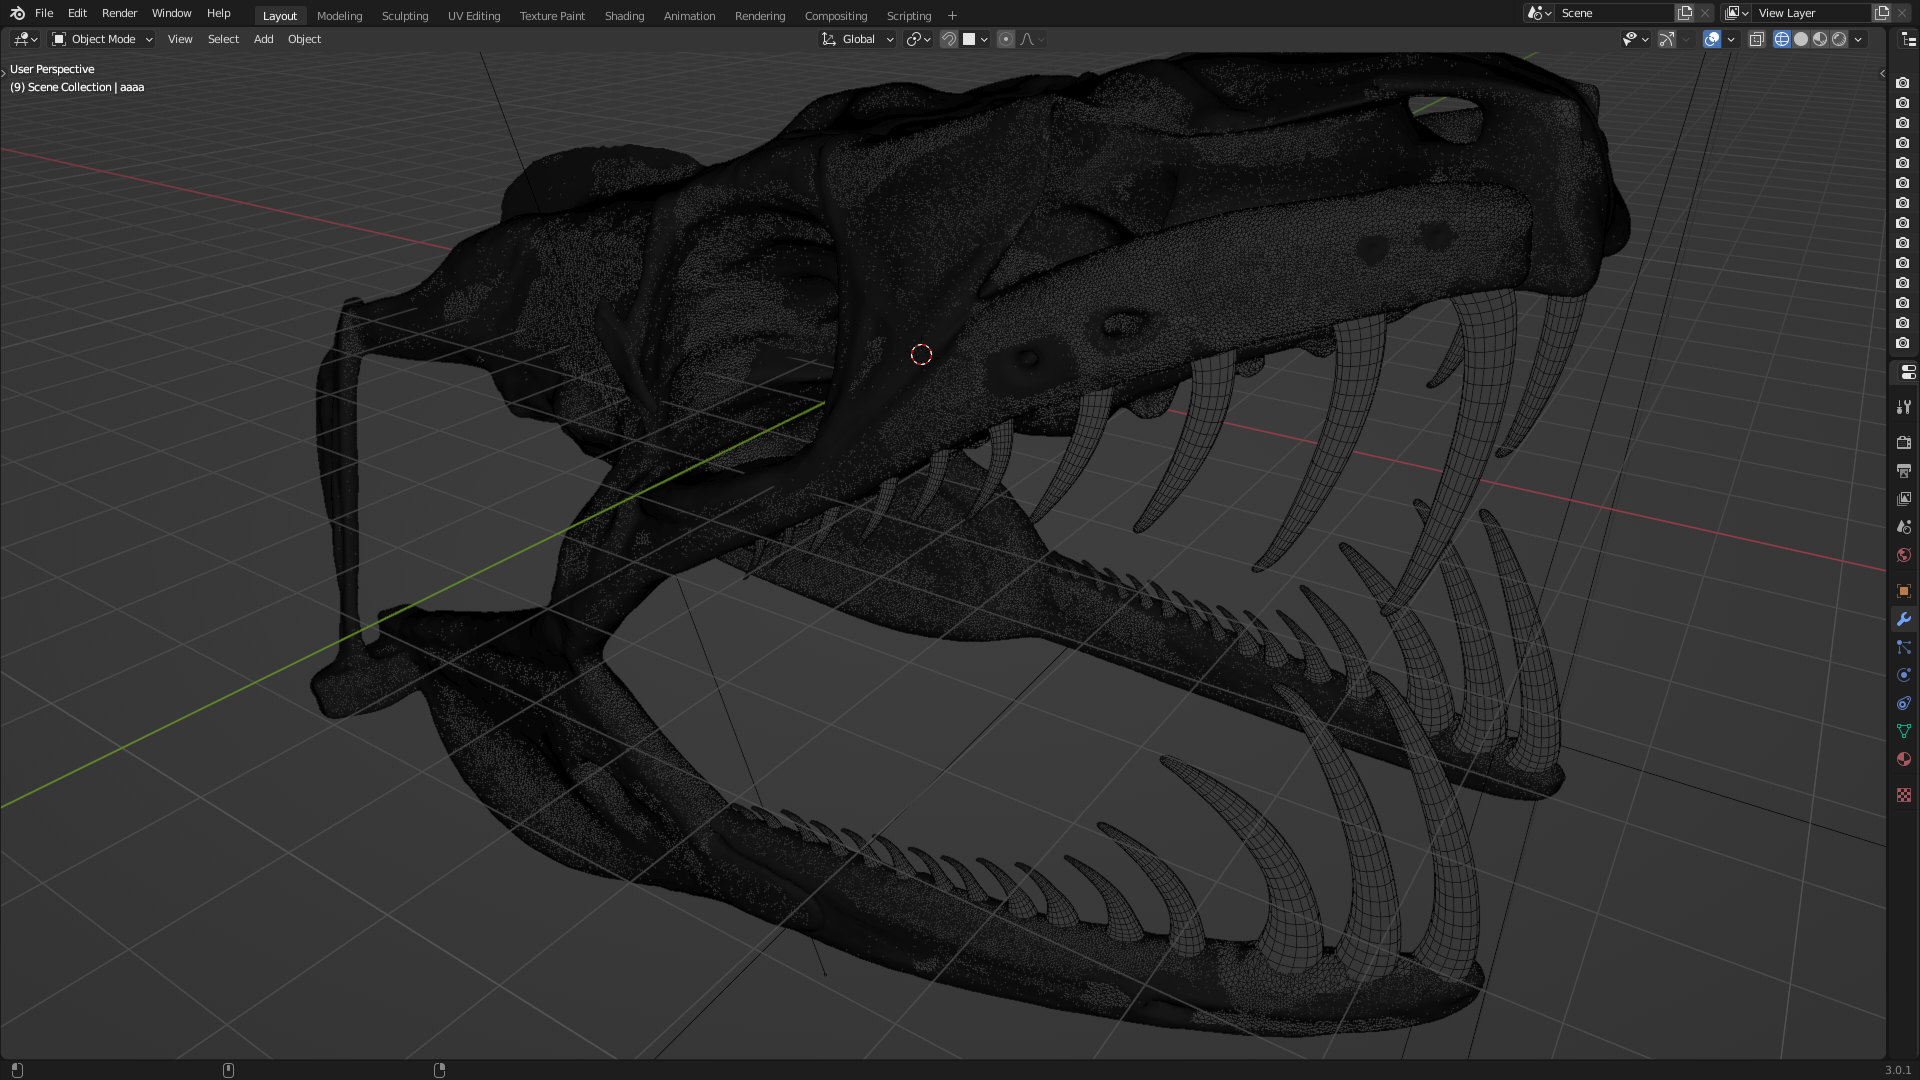 File Edit Render Window Help Layout Modeling Sculpting UV Editing Texture Paint Shading Animation Rendering Compositing Scripting + Scene View Layer
Object Mode View Select Add Object Global
User Perspective
(9) Scene Collection | aaaa
3.0.1